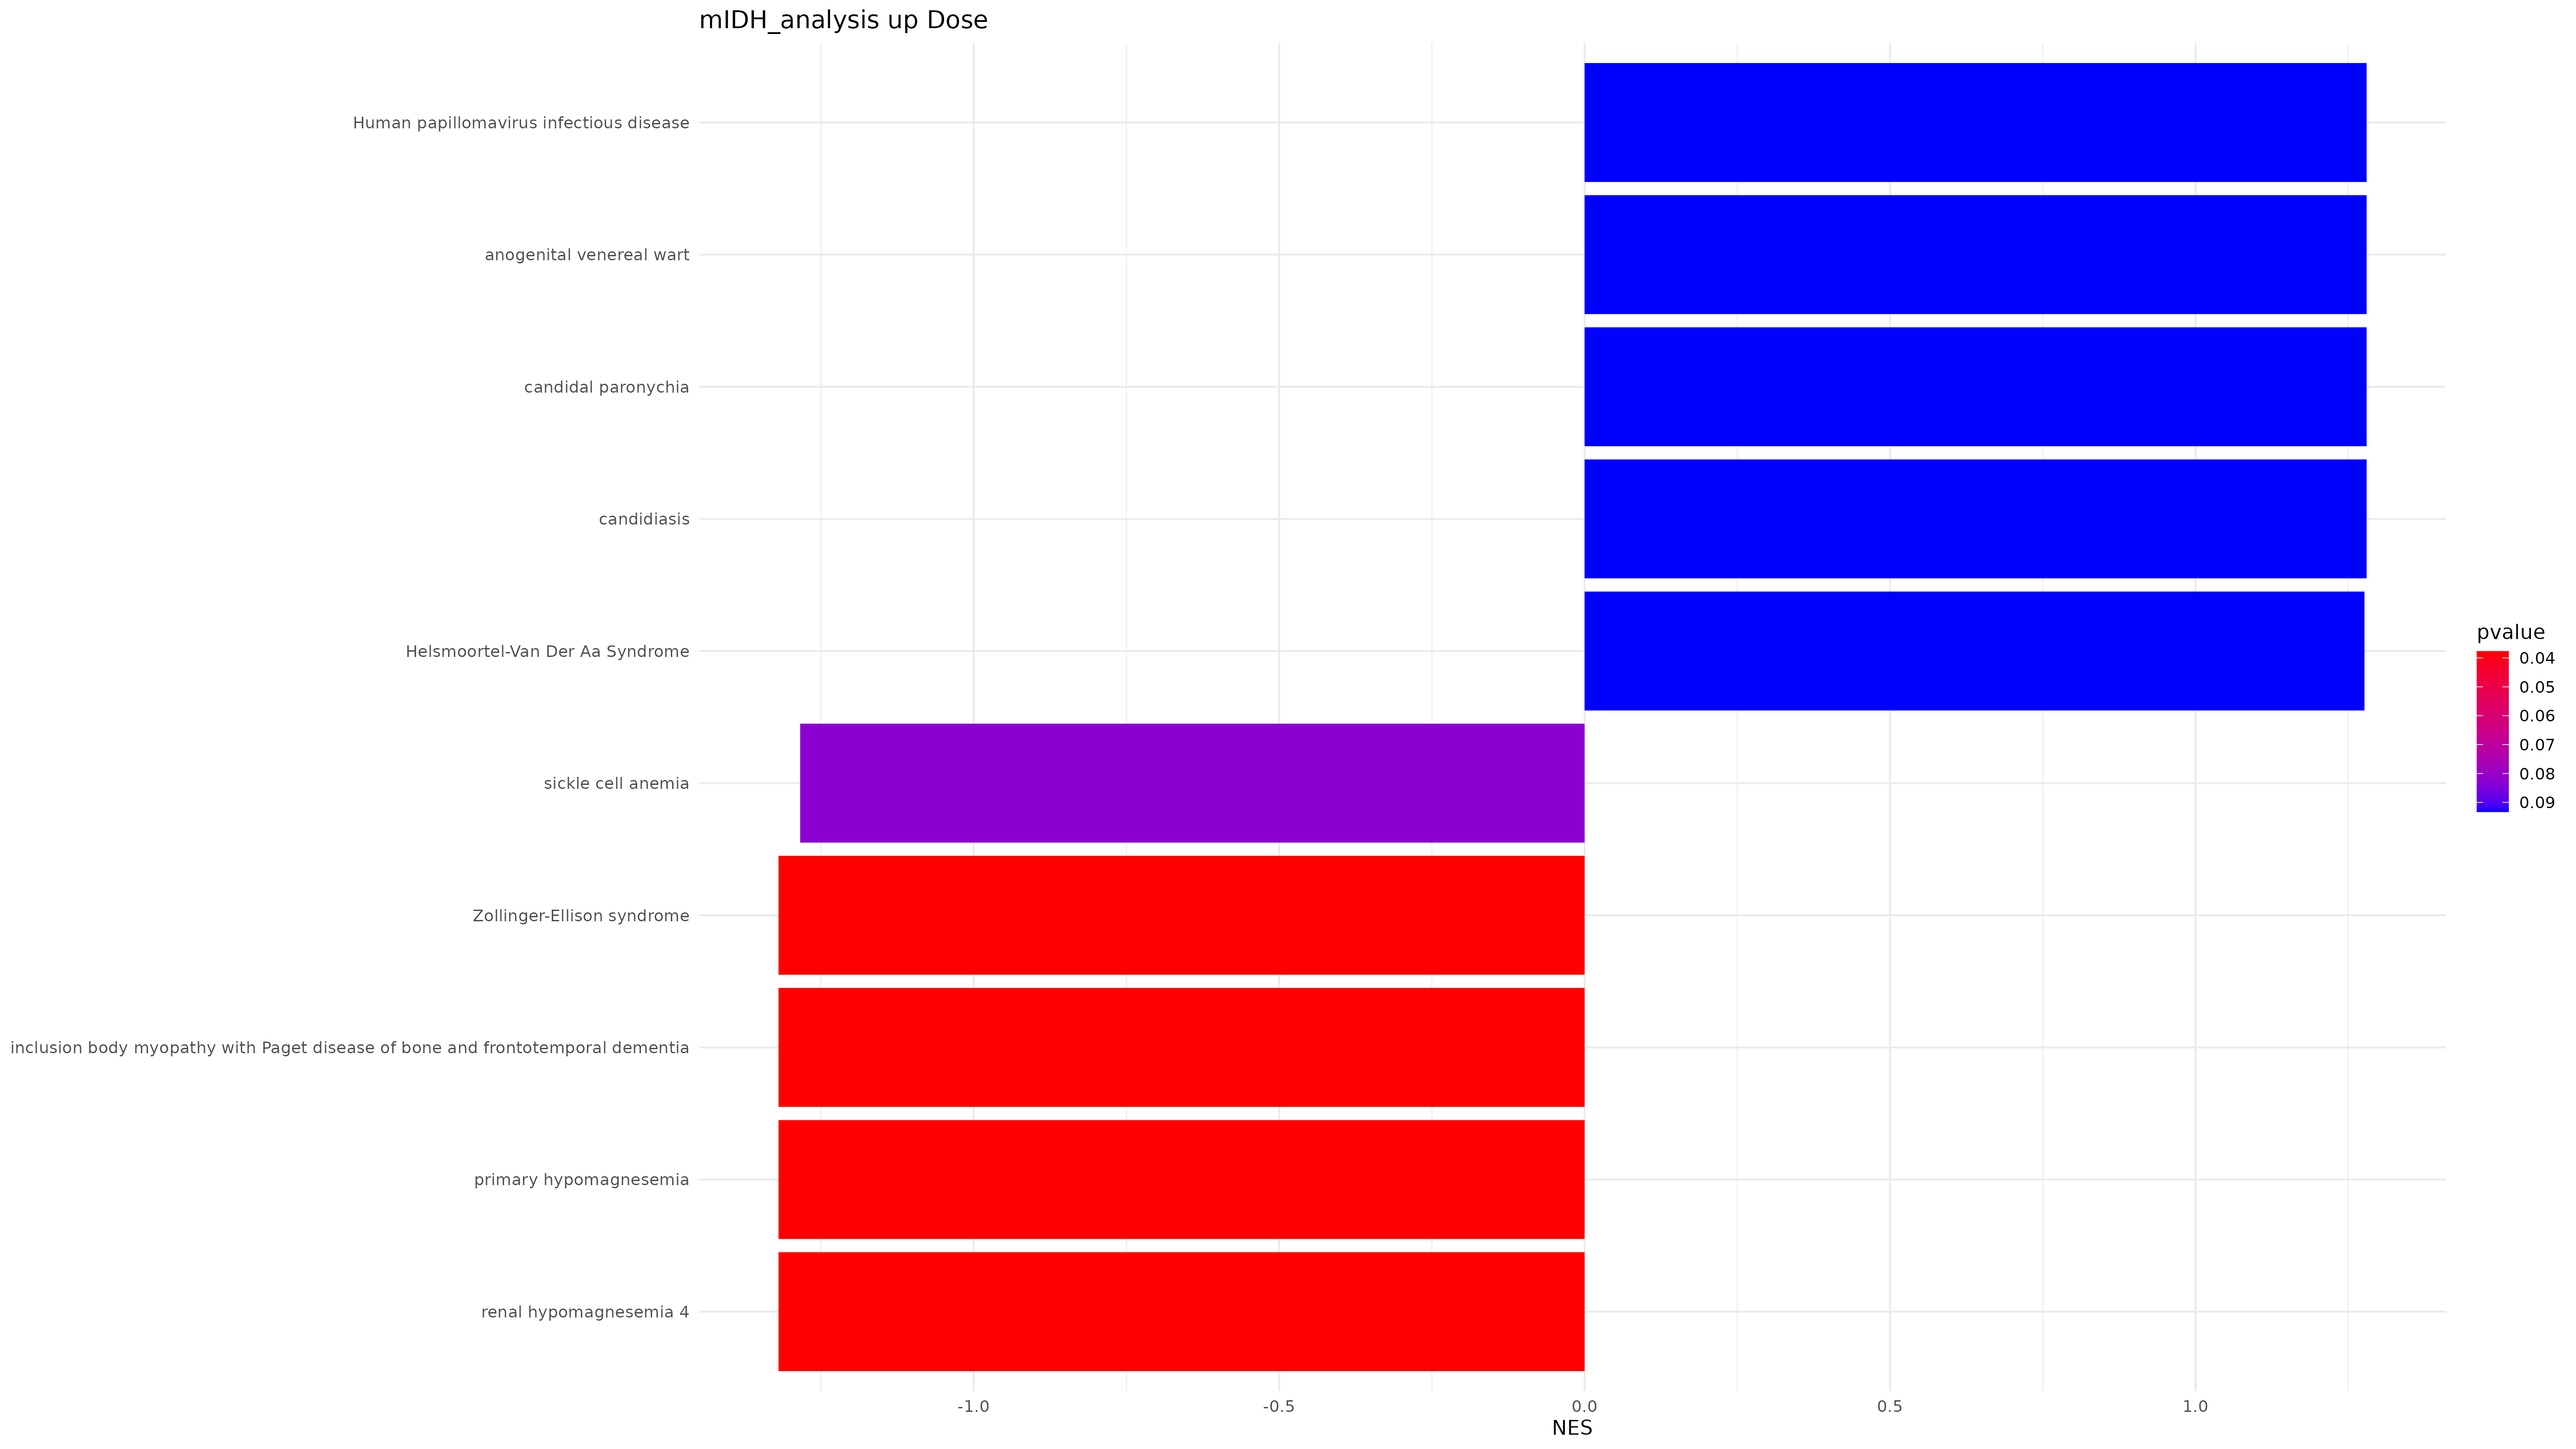 mIDH_analysis up Dose
Human papillomavirus infectious disease
anogenital venereal wart
candidal paronychia
candidiasis
Helsmoortel-Van Der Aa Syndrome
sickle cell anemia
Zollinger-Ellison syndrome
inclusion body myopathy with Paget disease of bone and frontotemporal dementia
primary hypomagnesemia
renal hypomagnesemia 4
-1.0 -0.5 0.0 0.5 1.0
NES
pvalue
0.04
0.05
0.06
0.07
0.08
0.09